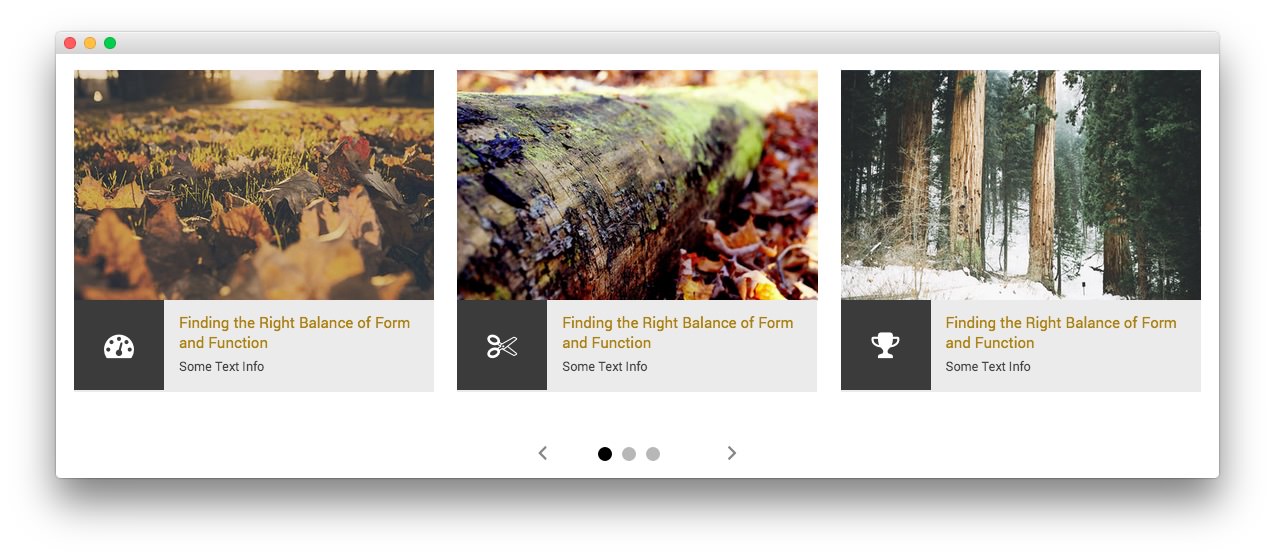 Finding the Right Balance of Form
and Function
Some Text Info
Finding the Right Balance of Form
and Function
Some Text Info
Finding the Right Balance of Form
and Function
Some Text Info